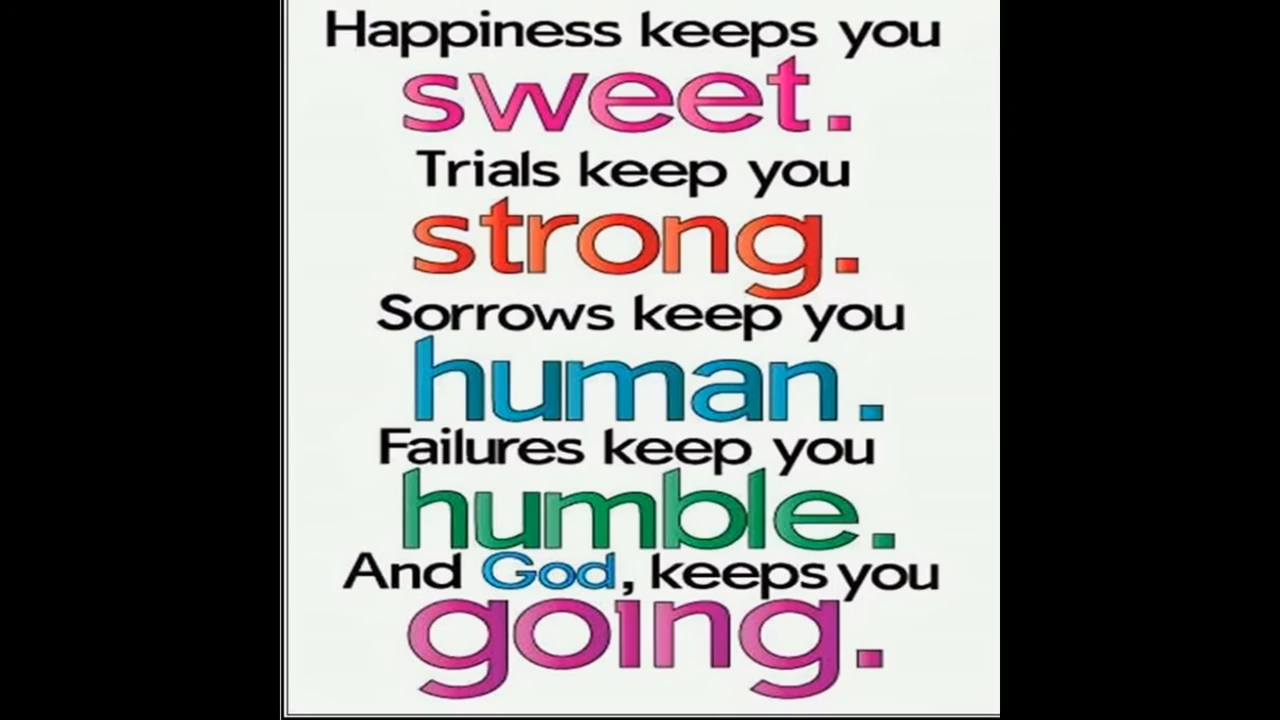 Happiness keeps you
sweet.
Trials keep you
strong.
Sorrows keep you
human.
Failures keep you
humble.
And God, keeps you
going.